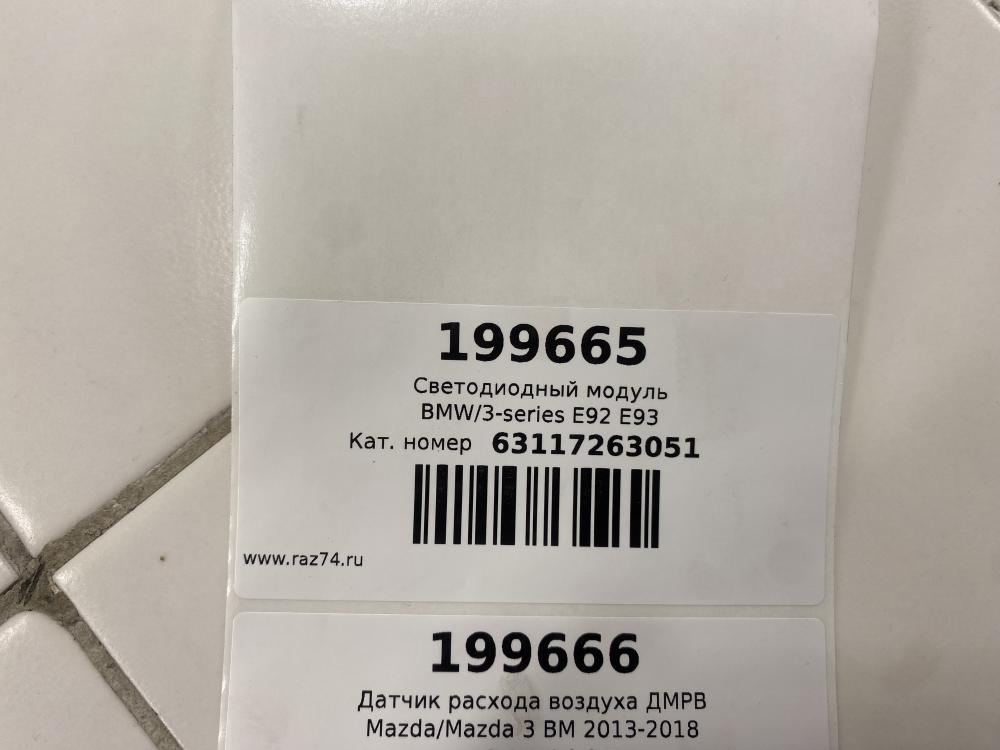 199665
Светодиодный модуль
BMW/3-series E92 E93
Кат. номер 63117263051
www.raz74.ru
199666
Датчик расхода воздуха ДМРВ
Mazda/Mazda 3 BM 2013-2018